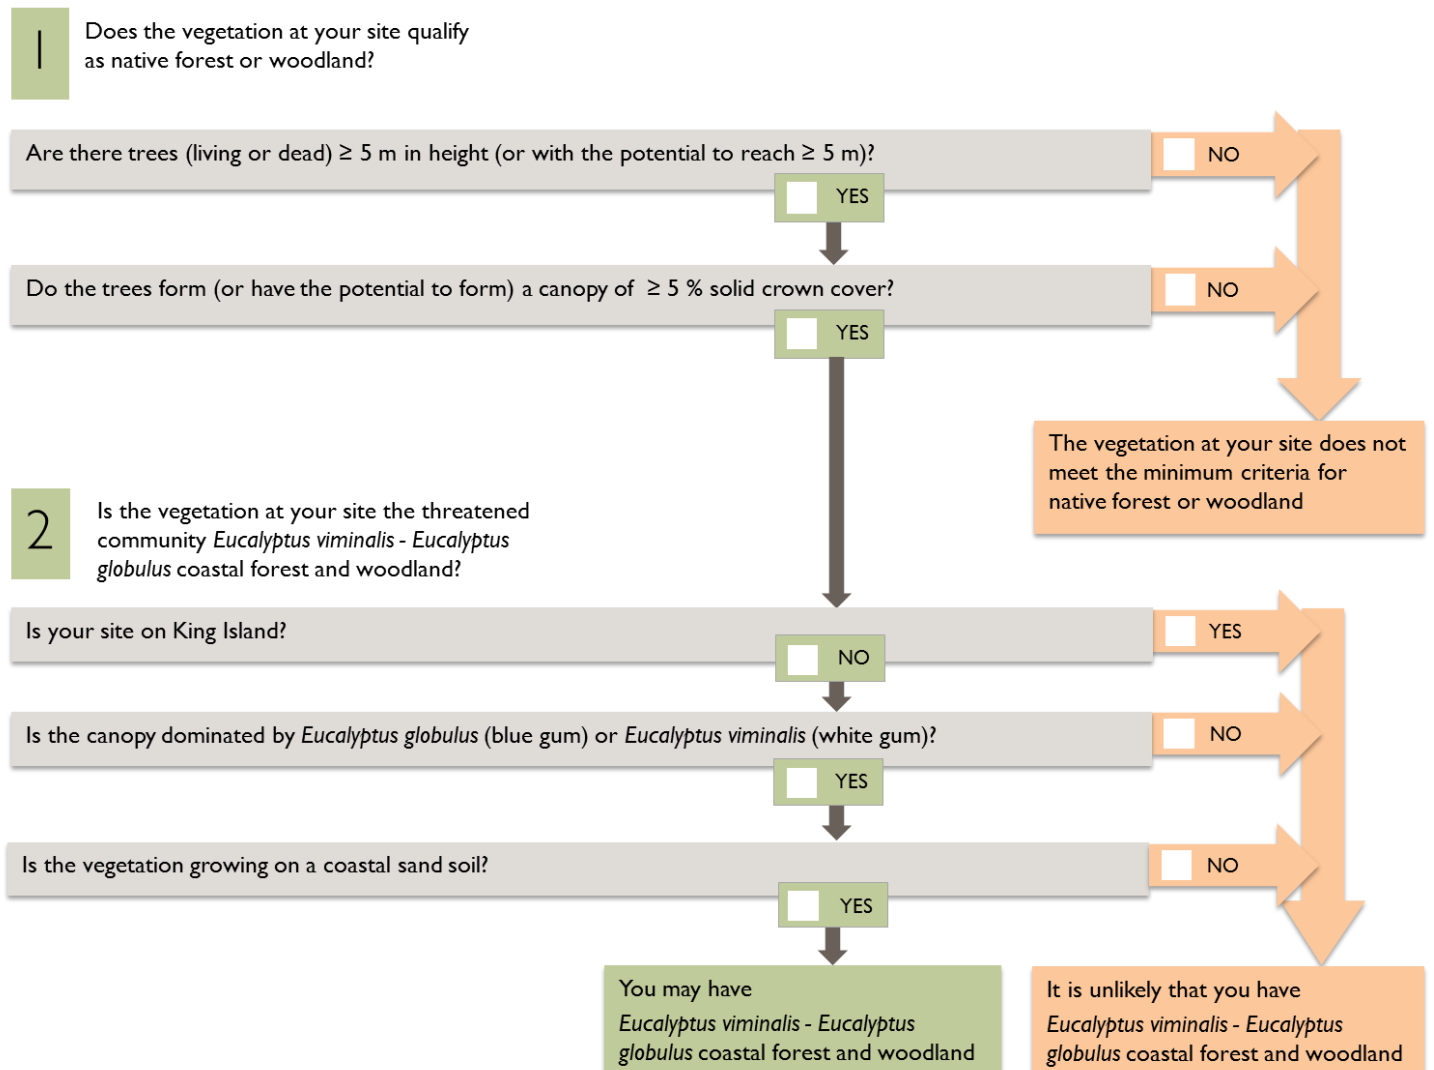 1
Does the vegetation at your site qualify
as native forest or woodland?
Are there trees (living or dead) ≥ 5 m in height (or with the potential to reach ≥ 5 m)?
NO
YES
Do the trees form (or have the potential to form) a canopy of ≥ 5 % solid crown cover?
NO
YES
The vegetation at your site does not
meet the minimum criteria for
native forest or woodland
2
Is the vegetation at your site the threatened
community Eucalyptus viminalis - Eucalyptus
globulus coastal forest and woodland?
Is your site on King Island?
YES
NO
Is the canopy dominated by Eucalyptus globulus (blue gum) or Eucalyptus viminalis (white gum)?
NO
YES
Is the vegetation growing on a coastal sand soil?
NO
YES
You may have
Eucalyptus viminalis - Eucalyptus
globulus coastal forest and woodland
It is unlikely that you have
Eucalyptus viminalis - Eucalyptus
globulus coastal forest and woodland